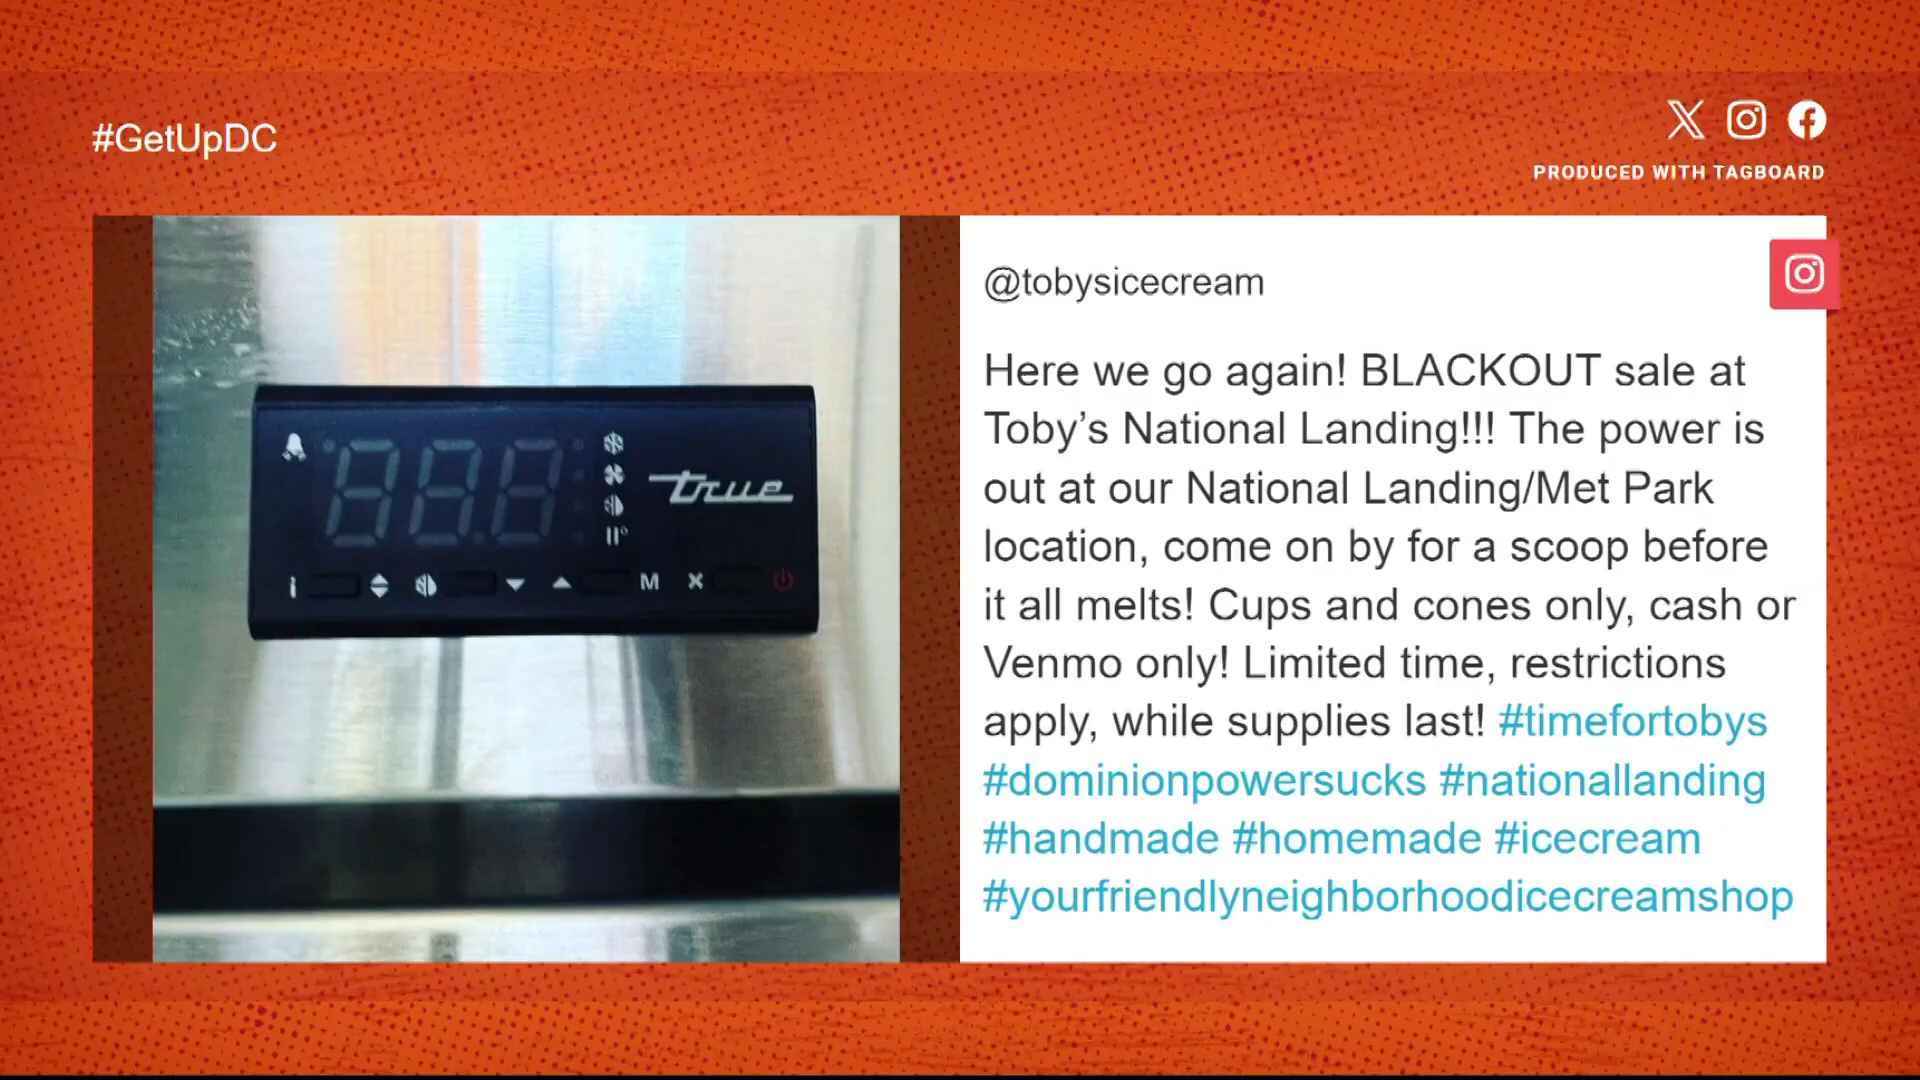 #GetUpDC
PRODUCED WITH TAGBOARD
true
i
M
@tobysicecream
Here we go again! BLACKOUT sale at
Toby’s National Landing!!! The power is
out at our National Landing/Met Park
location, come on by for a scoop before
it all melts! Cups and cones only, cash or
Venmo only! Limited time, restrictions
apply, while supplies last! #timefortobys
#dominionpowersucks #nationallanding
#handmade #homemade #icecream
#yourfriendlyneighborhoodicecreamshop